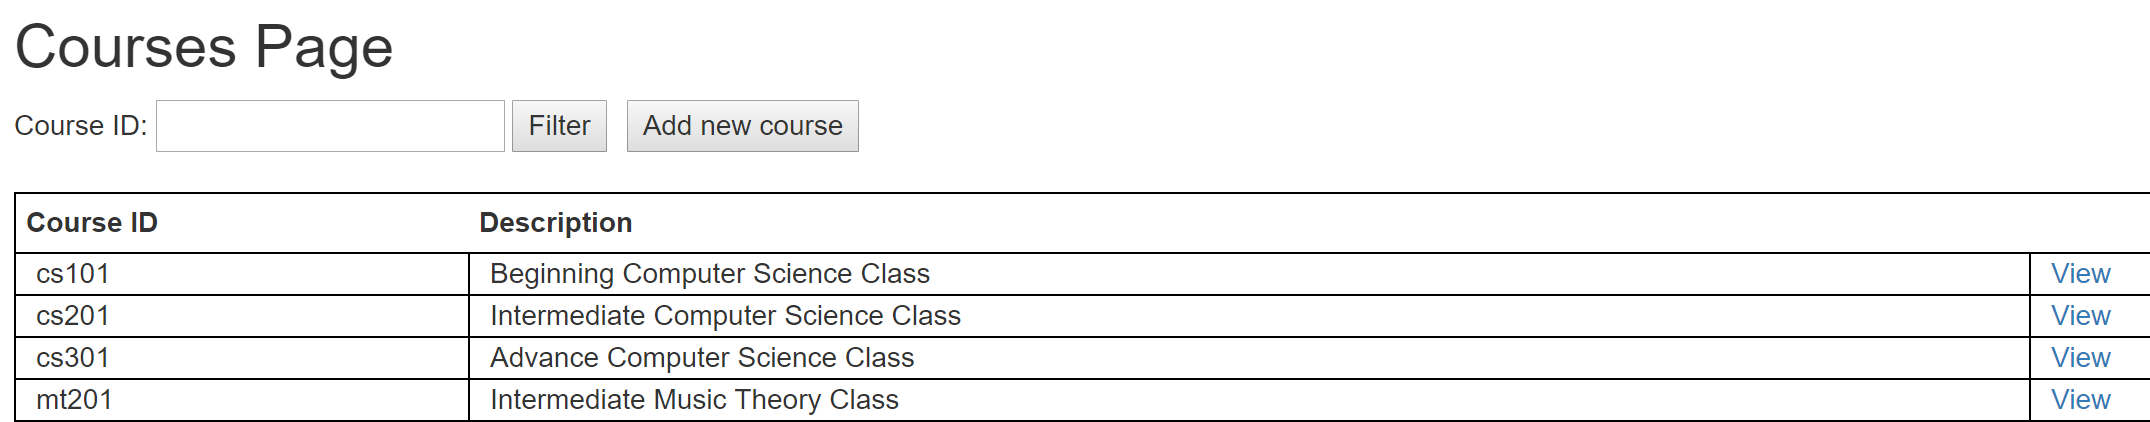 Courses Page
Course ID: Filter Add new course
Course ID Description
cs101 Beginning Computer Science Class View
cs201 Intermediate Computer Science Class View
cs301 Advance Computer Science Class View
mt201 Intermediate Music Theory Class View